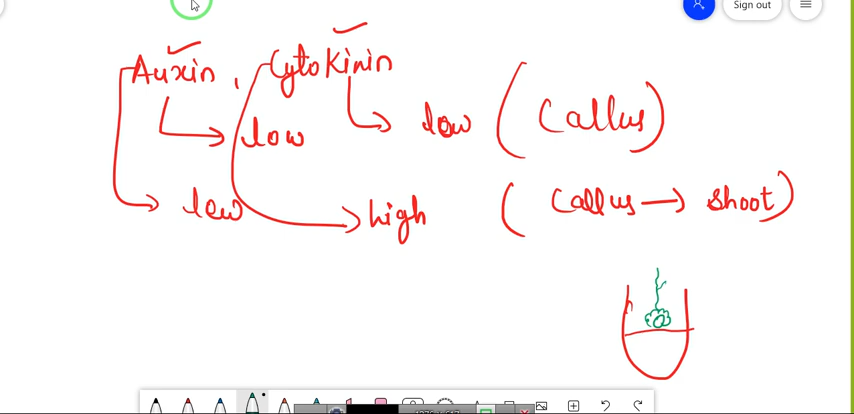 Sign out
Auxin, Cytokinin
low low (Callus)
low high (Callus → shoot)